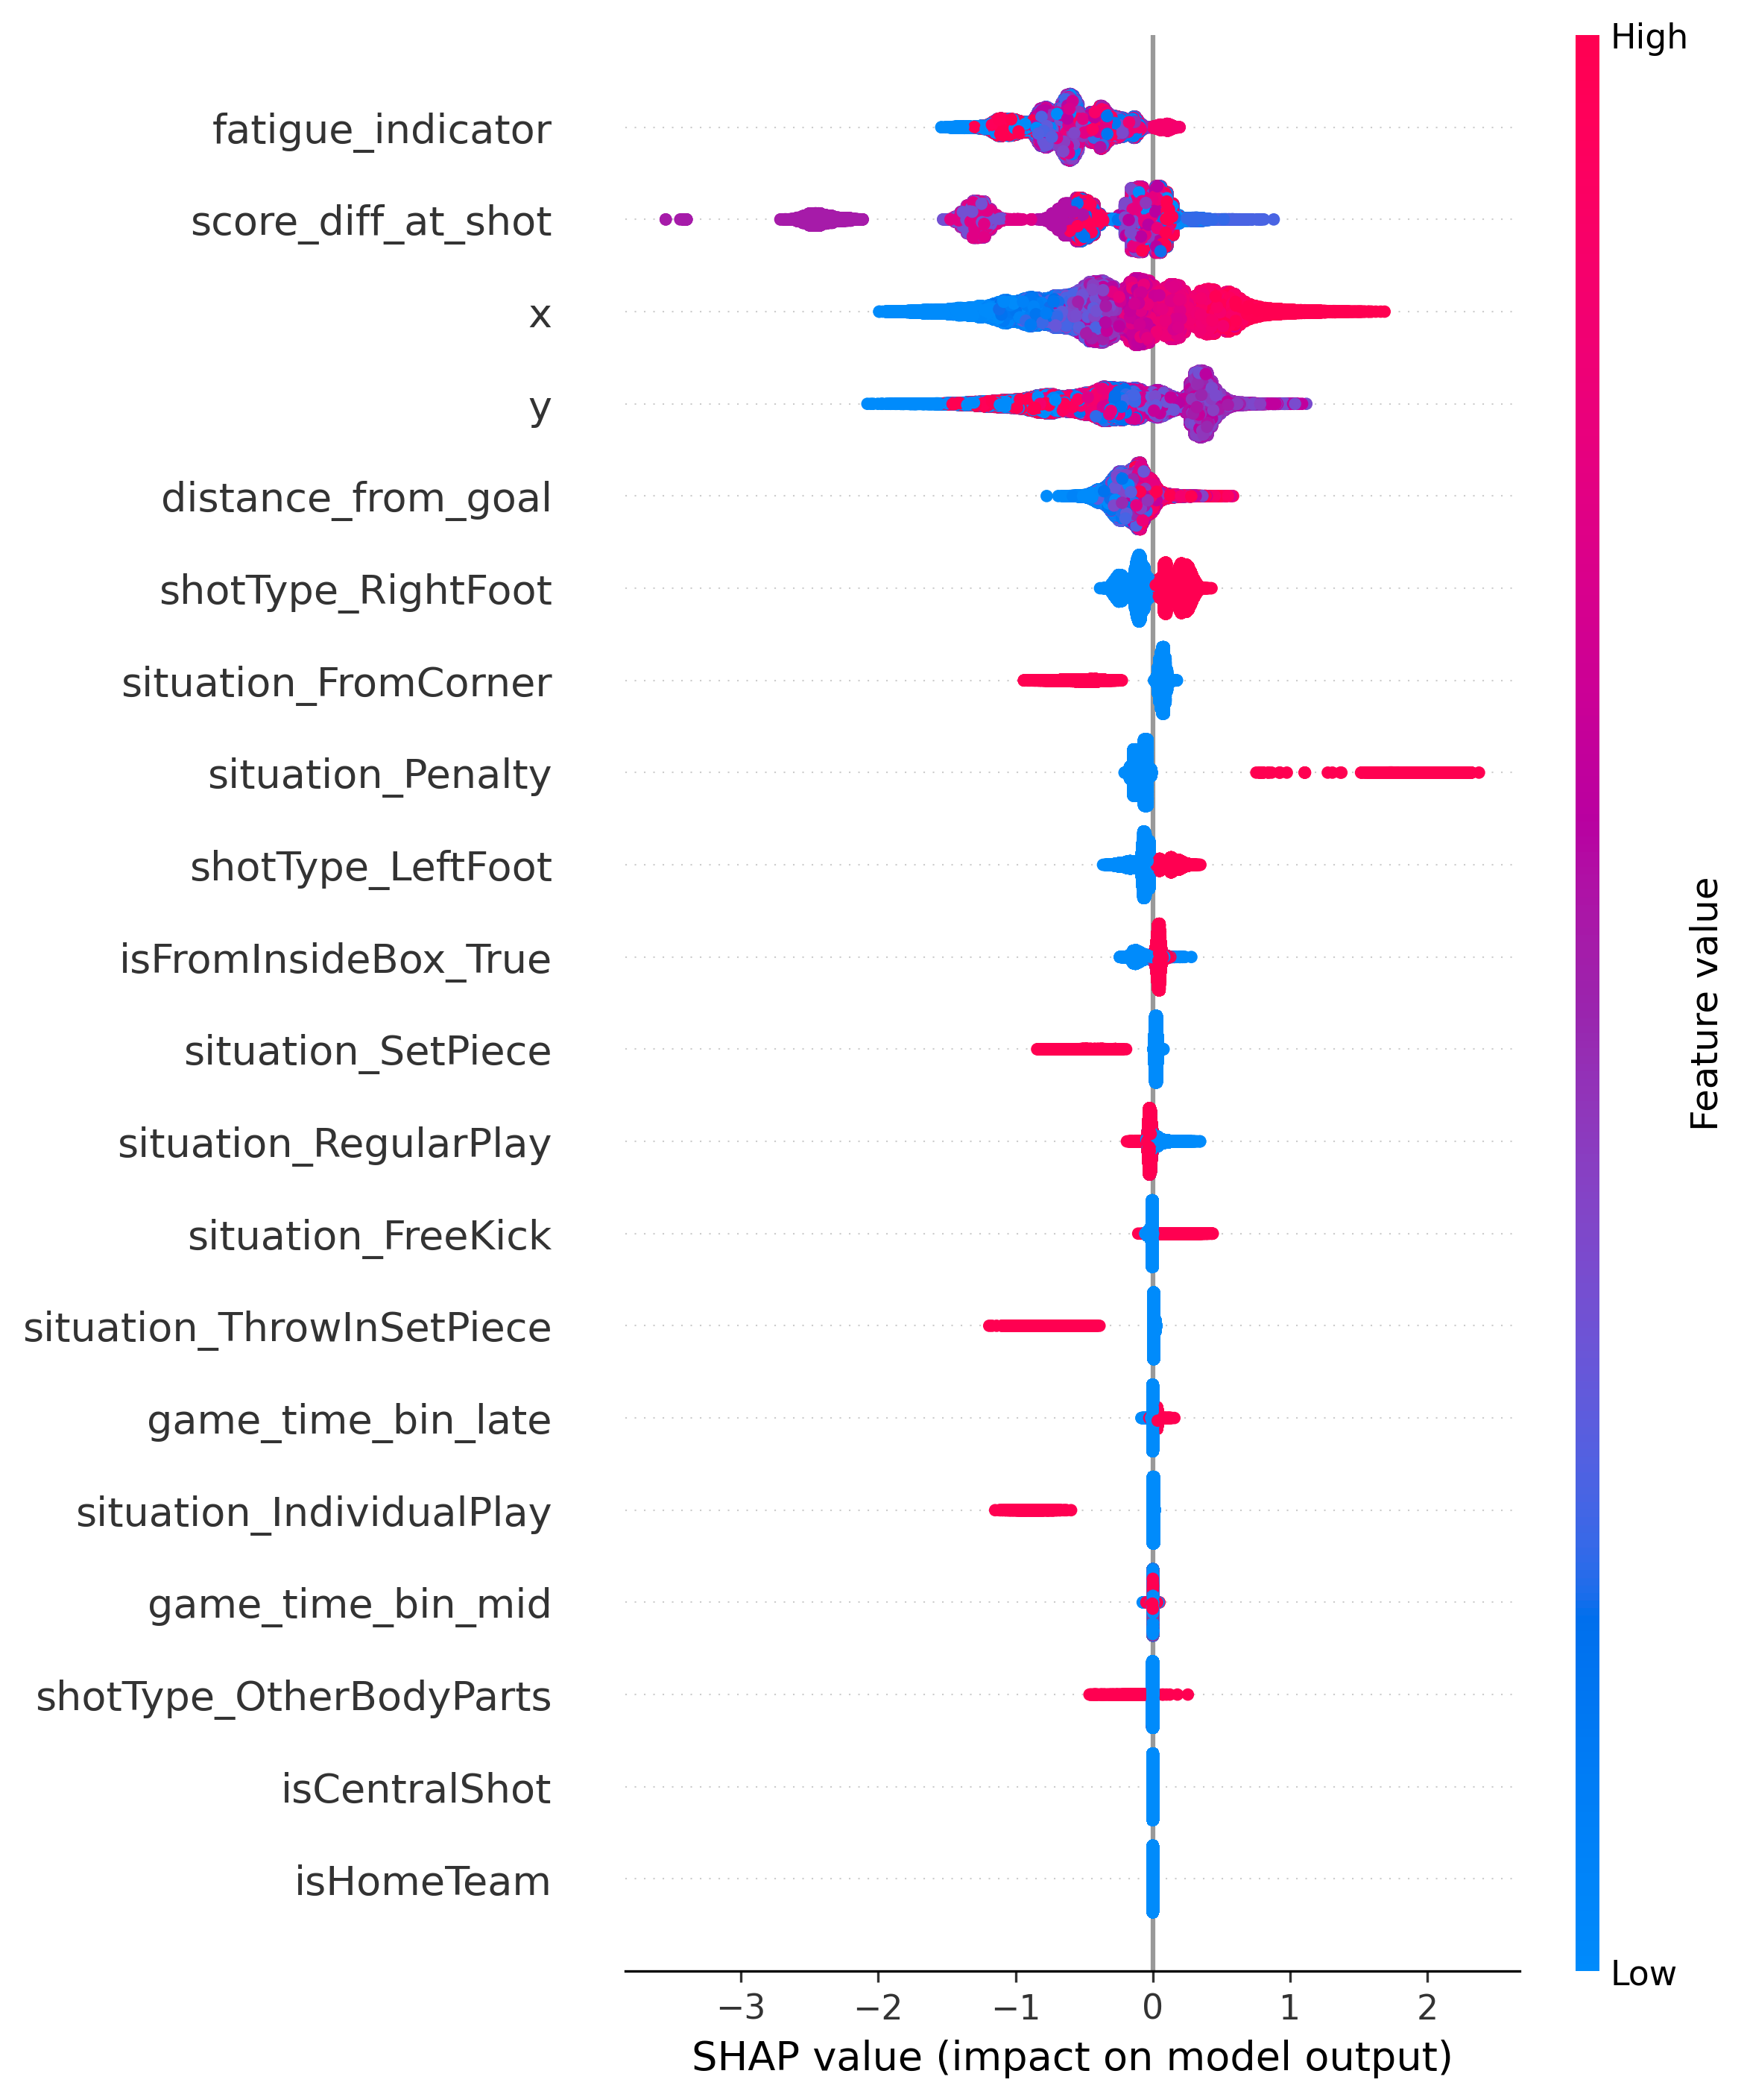 High
fatigue_indicator
score_diff_at_shot
x
y
distance_from_goal
shotType_RightFoot
situation_FromCorner
situation_Penalty
shotType_LeftFoot
isFromInsideBox_True
situation_SetPiece
situation_RegularPlay
situation_FreeKick
situation_ThrowInSetPiece
game_time_bin_late
situation_IndividualPlay
game_time_bin_mid
shotType_OtherBodyParts
isCentralShot
isHomeTeam
Feature value
Low
−3 −2 −1 0 1 2
SHAP value (impact on model output)